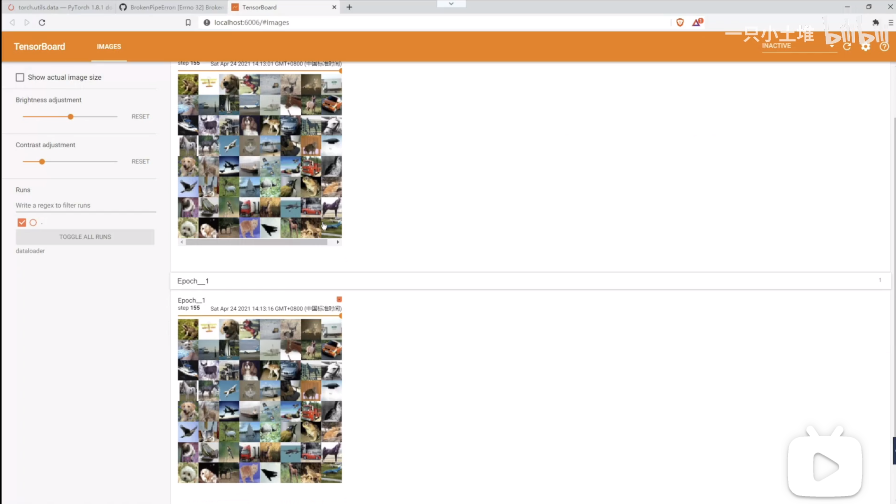 torch.utils.data — PyTorch 1.8.1 d
BrokenPipeError: [Errno 32] Broken
TensorBoard
localhost:6006/#images
一只小土堆 bilibili
TensorBoard
IMAGES
INACTIVE
Show actual image size
Brightness adjustment
RESET
Contrast adjustment
RESET
Runs
Write a regex to filter runs
.
TOGGLE ALL RUNS
dataloader
step 155 Sat Apr 24 2021 14:13:01 GMT+0800 (中国标准时间)
Epoch__1
1
Epoch__1
step 155 Sat Apr 24 2021 14:13:16 GMT+0800 (中国标准时间)